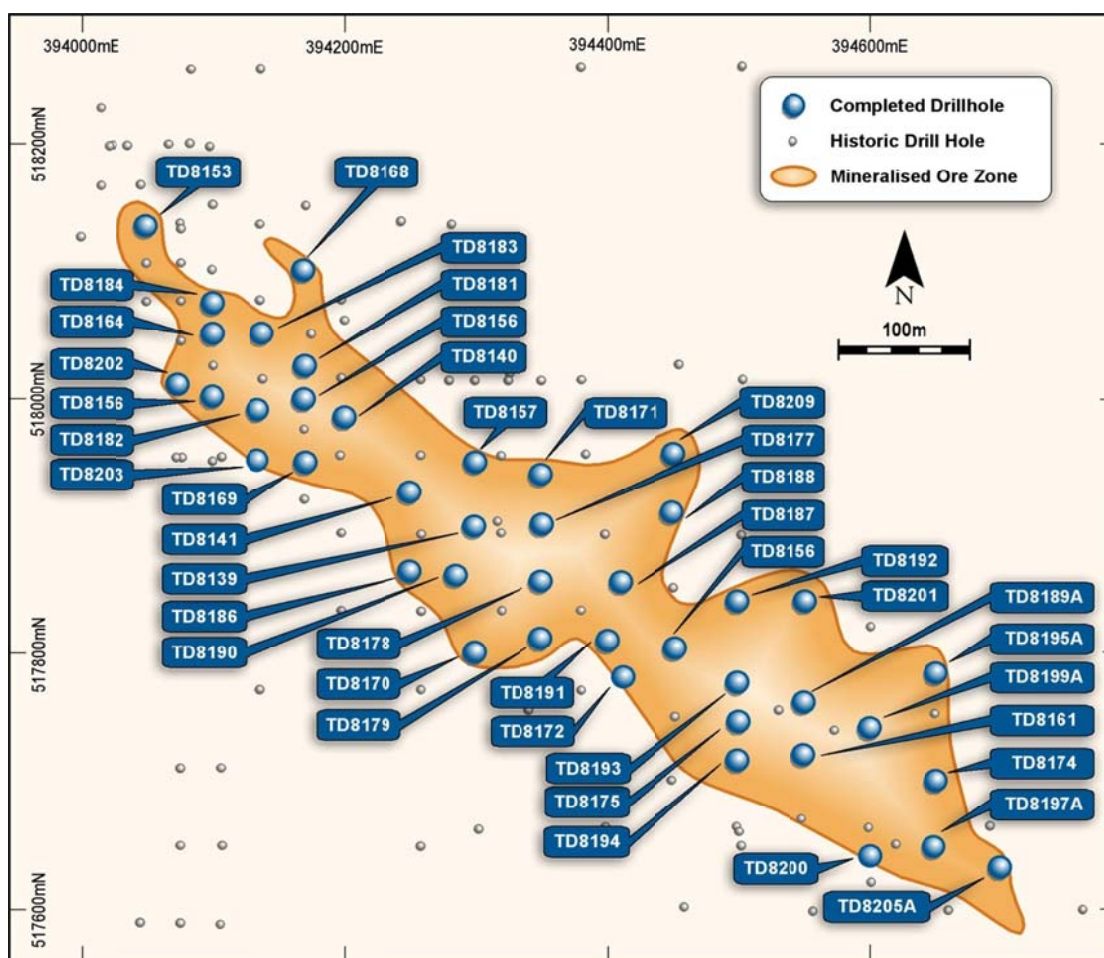 394000mE
394200mE
394400mE
394600mE
518200mN
518000mN
517800mN
517600mN
Completed Drillhole
Historic Drill Hole
Mineralised Ore Zone
N
100m
TD8153
TD8168
TD8183
TD8184
TD8181
TD8164
TD8156
TD8202
TD8140
TD8156
TD8157
TD8171
TD8209
TD8182
TD8177
TD8203
TD8188
TD8169
TD8187
TD8141
TD8156
TD8139
TD8192
TD8186
TD8201
TD8189A
TD8190
TD8178
TD8195A
TD8170
TD8191
TD8199A
TD8179
TD8172
TD8161
TD8193
TD8174
TD8175
TD8197A
TD8194
TD8200
TD8205A